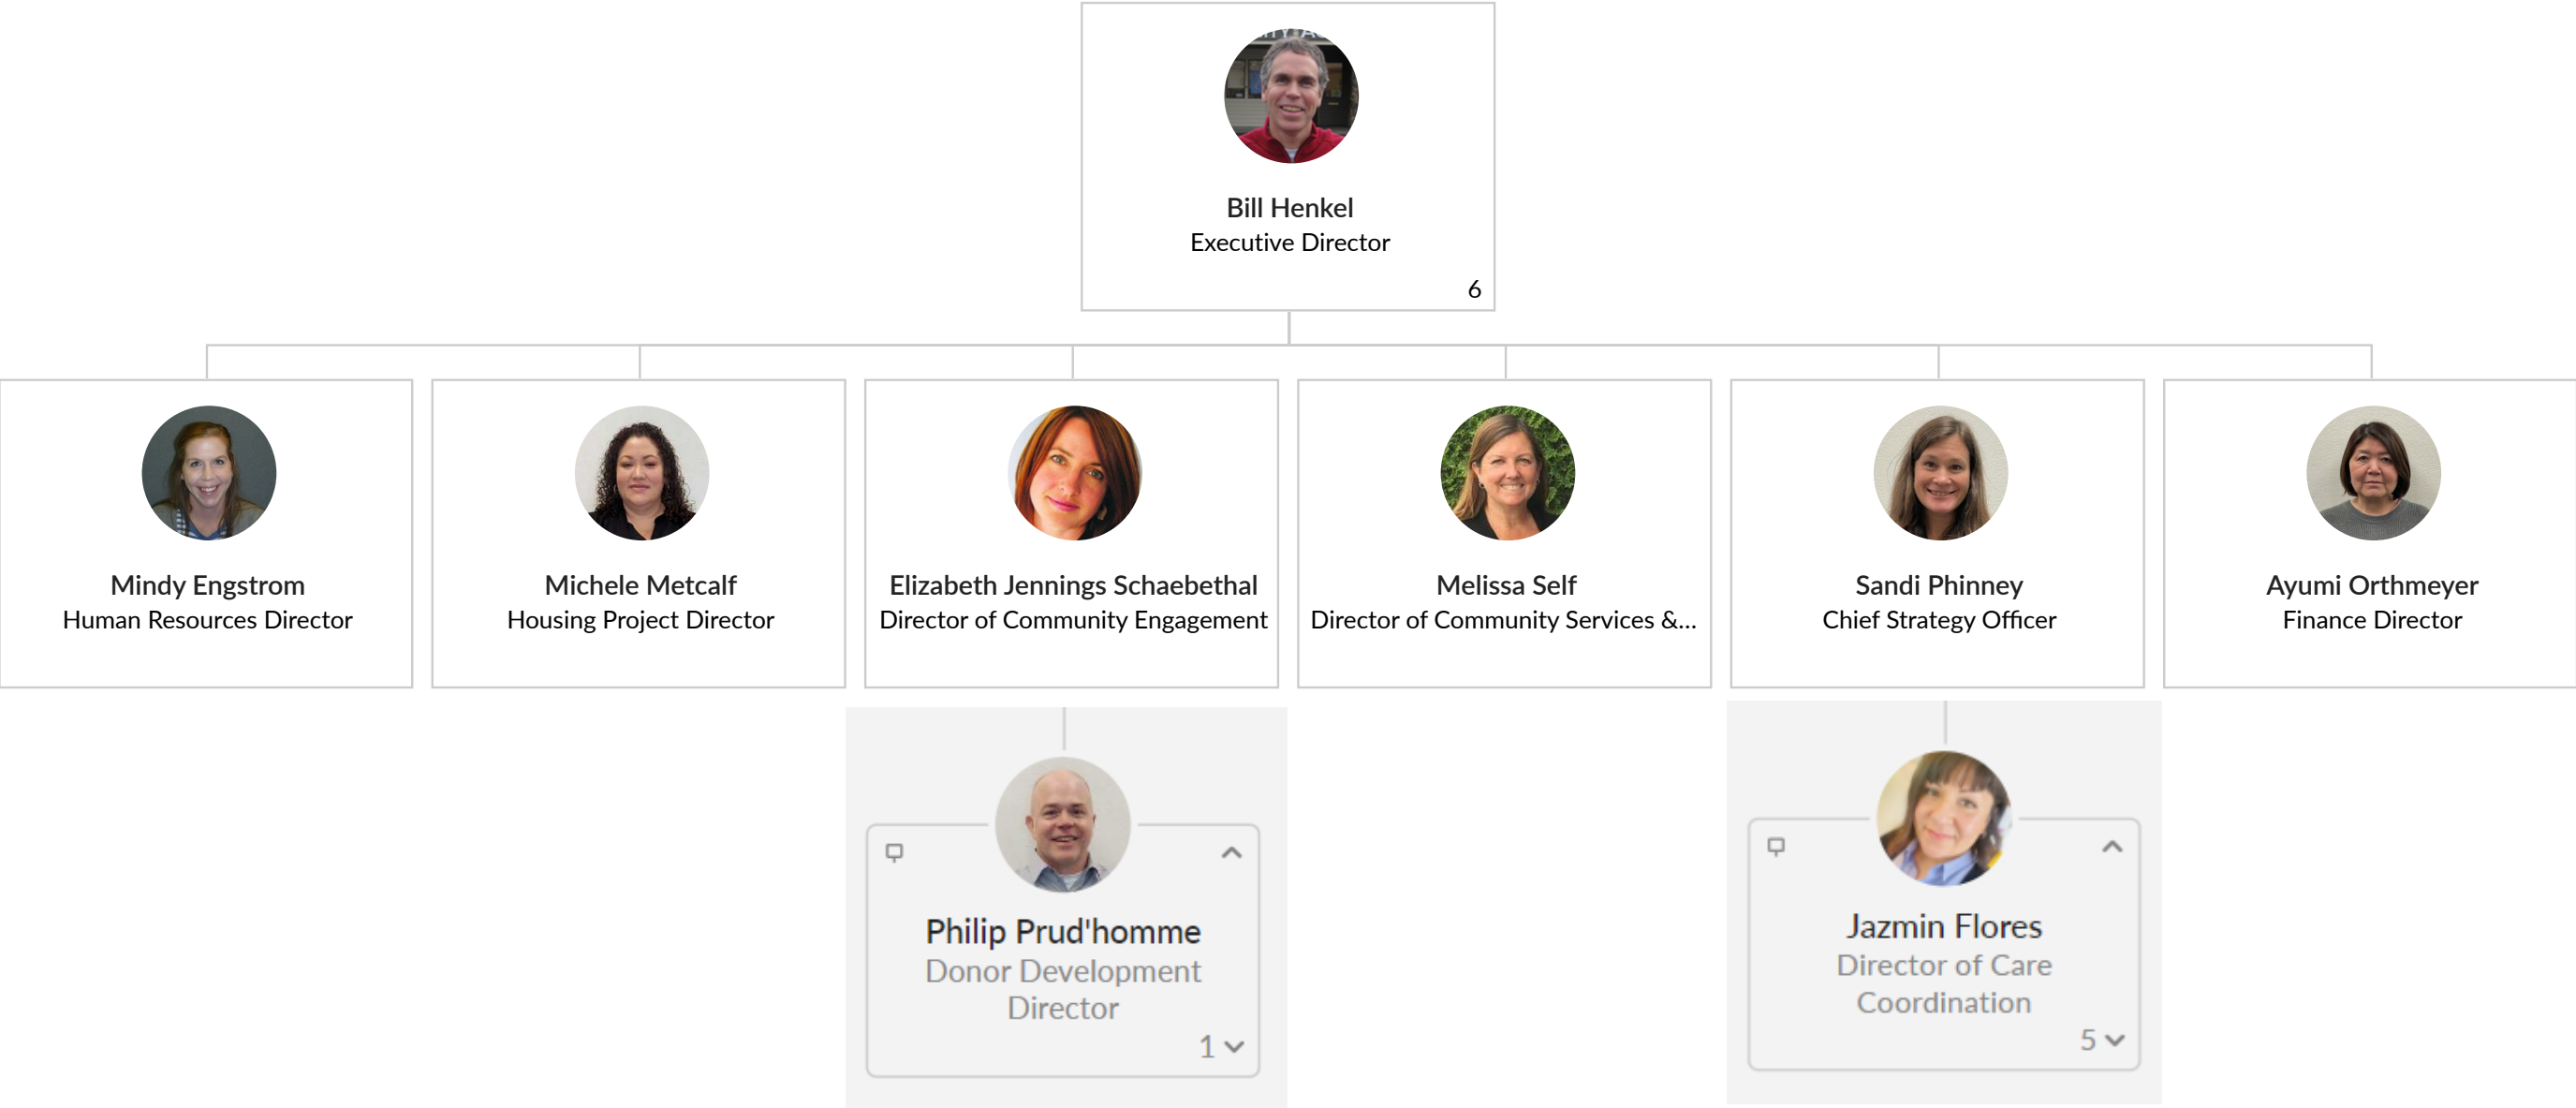 Bill Henkel
Executive Director
6
Mindy Engstrom
Human Resources Director
Michele Metcalf
Housing Project Director
Elizabeth Jennings Schaebethal
Director of Community Engagement
Melissa Self
Director of Community Services &...
Sandi Phinney
Chief Strategy Officer
Ayumi Orthmeyer
Finance Director
Philip Prud'homme
Donor Development
Director
1
Jazmin Flores
Director of Care
Coordination
5